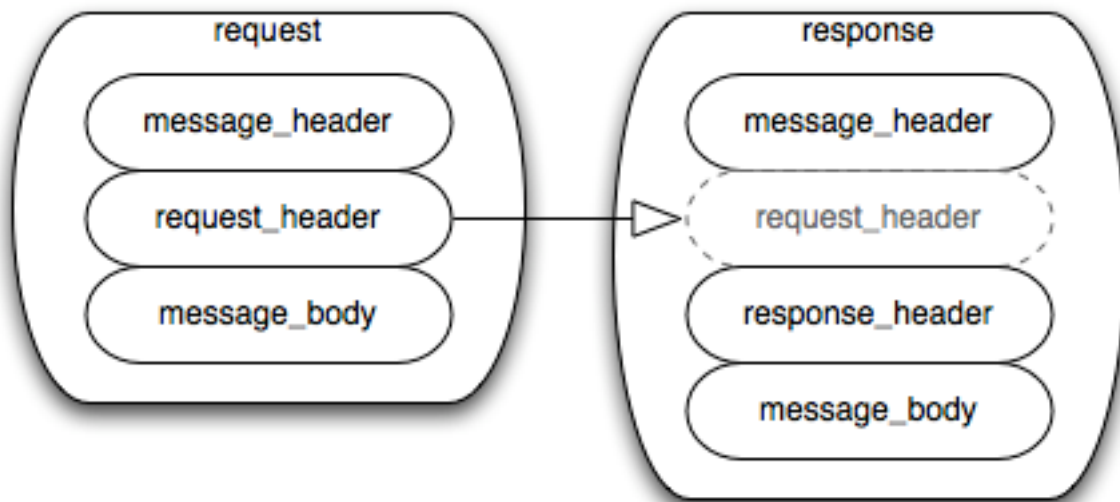 request
message_header
request_header
message_body
response
message_header
request_header
response_header
message_body